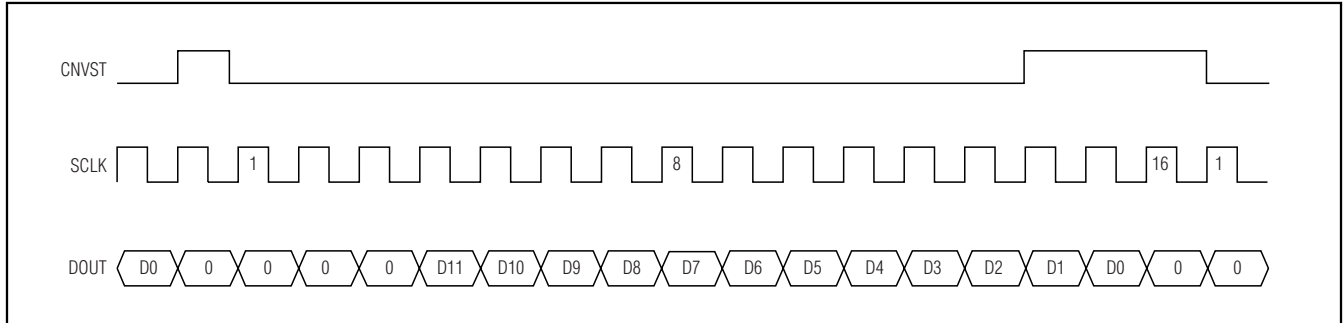 CNVST
SCLK 1 8 16 1
DOUT D0 0 0 0 0 D11 D10 D9 D8 D7 D6 D5 D4 D3 D2 D1 D0 0 0